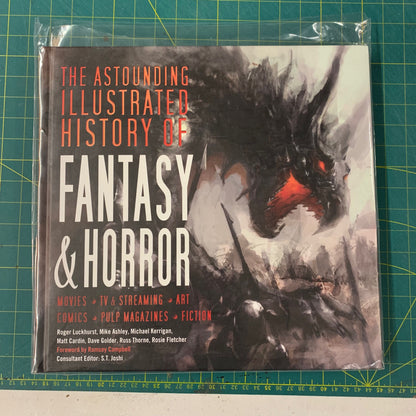 THE ASTOUNDING
ILLUSTRATED
HISTORY OF
FANTASY
& HORROR
MOVIES ✦ TV & STREAMING ✦ ART
COMICS ✦ PULP MAGAZINES ✦ FICTION
Roger Luckhurst, Mike Ashley, Michael Kerrigan,
Matt Cardin, Dave Golder, Russ Thorne, Rosie Fletcher
Foreword by Ramsey Campbell
Consultant Editor: S.T. Joshi